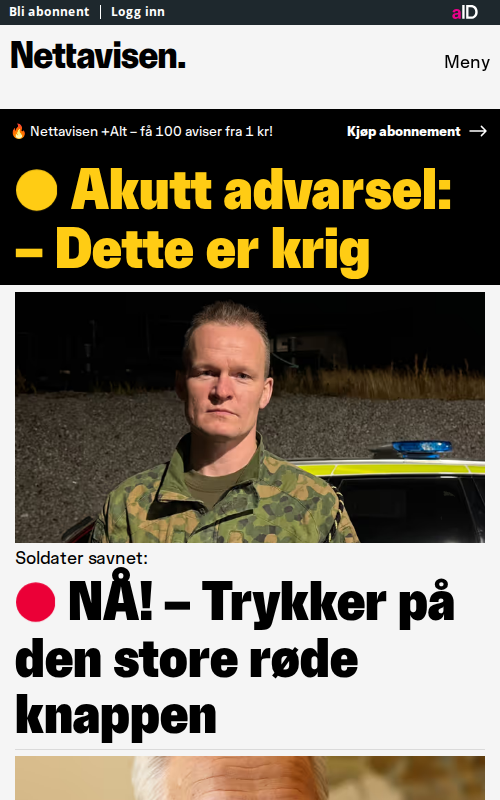 Bli abonnent | Logg inn
aID
Nettavisen.
Meny
🔥 Nettavisen +Alt – få 100 aviser fra 1 kr!
Kjøp abonnement →
Akutt advarsel:
– Dette er krig
Soldater savnet:
NÅ! – Trykker på
den store røde
knappen